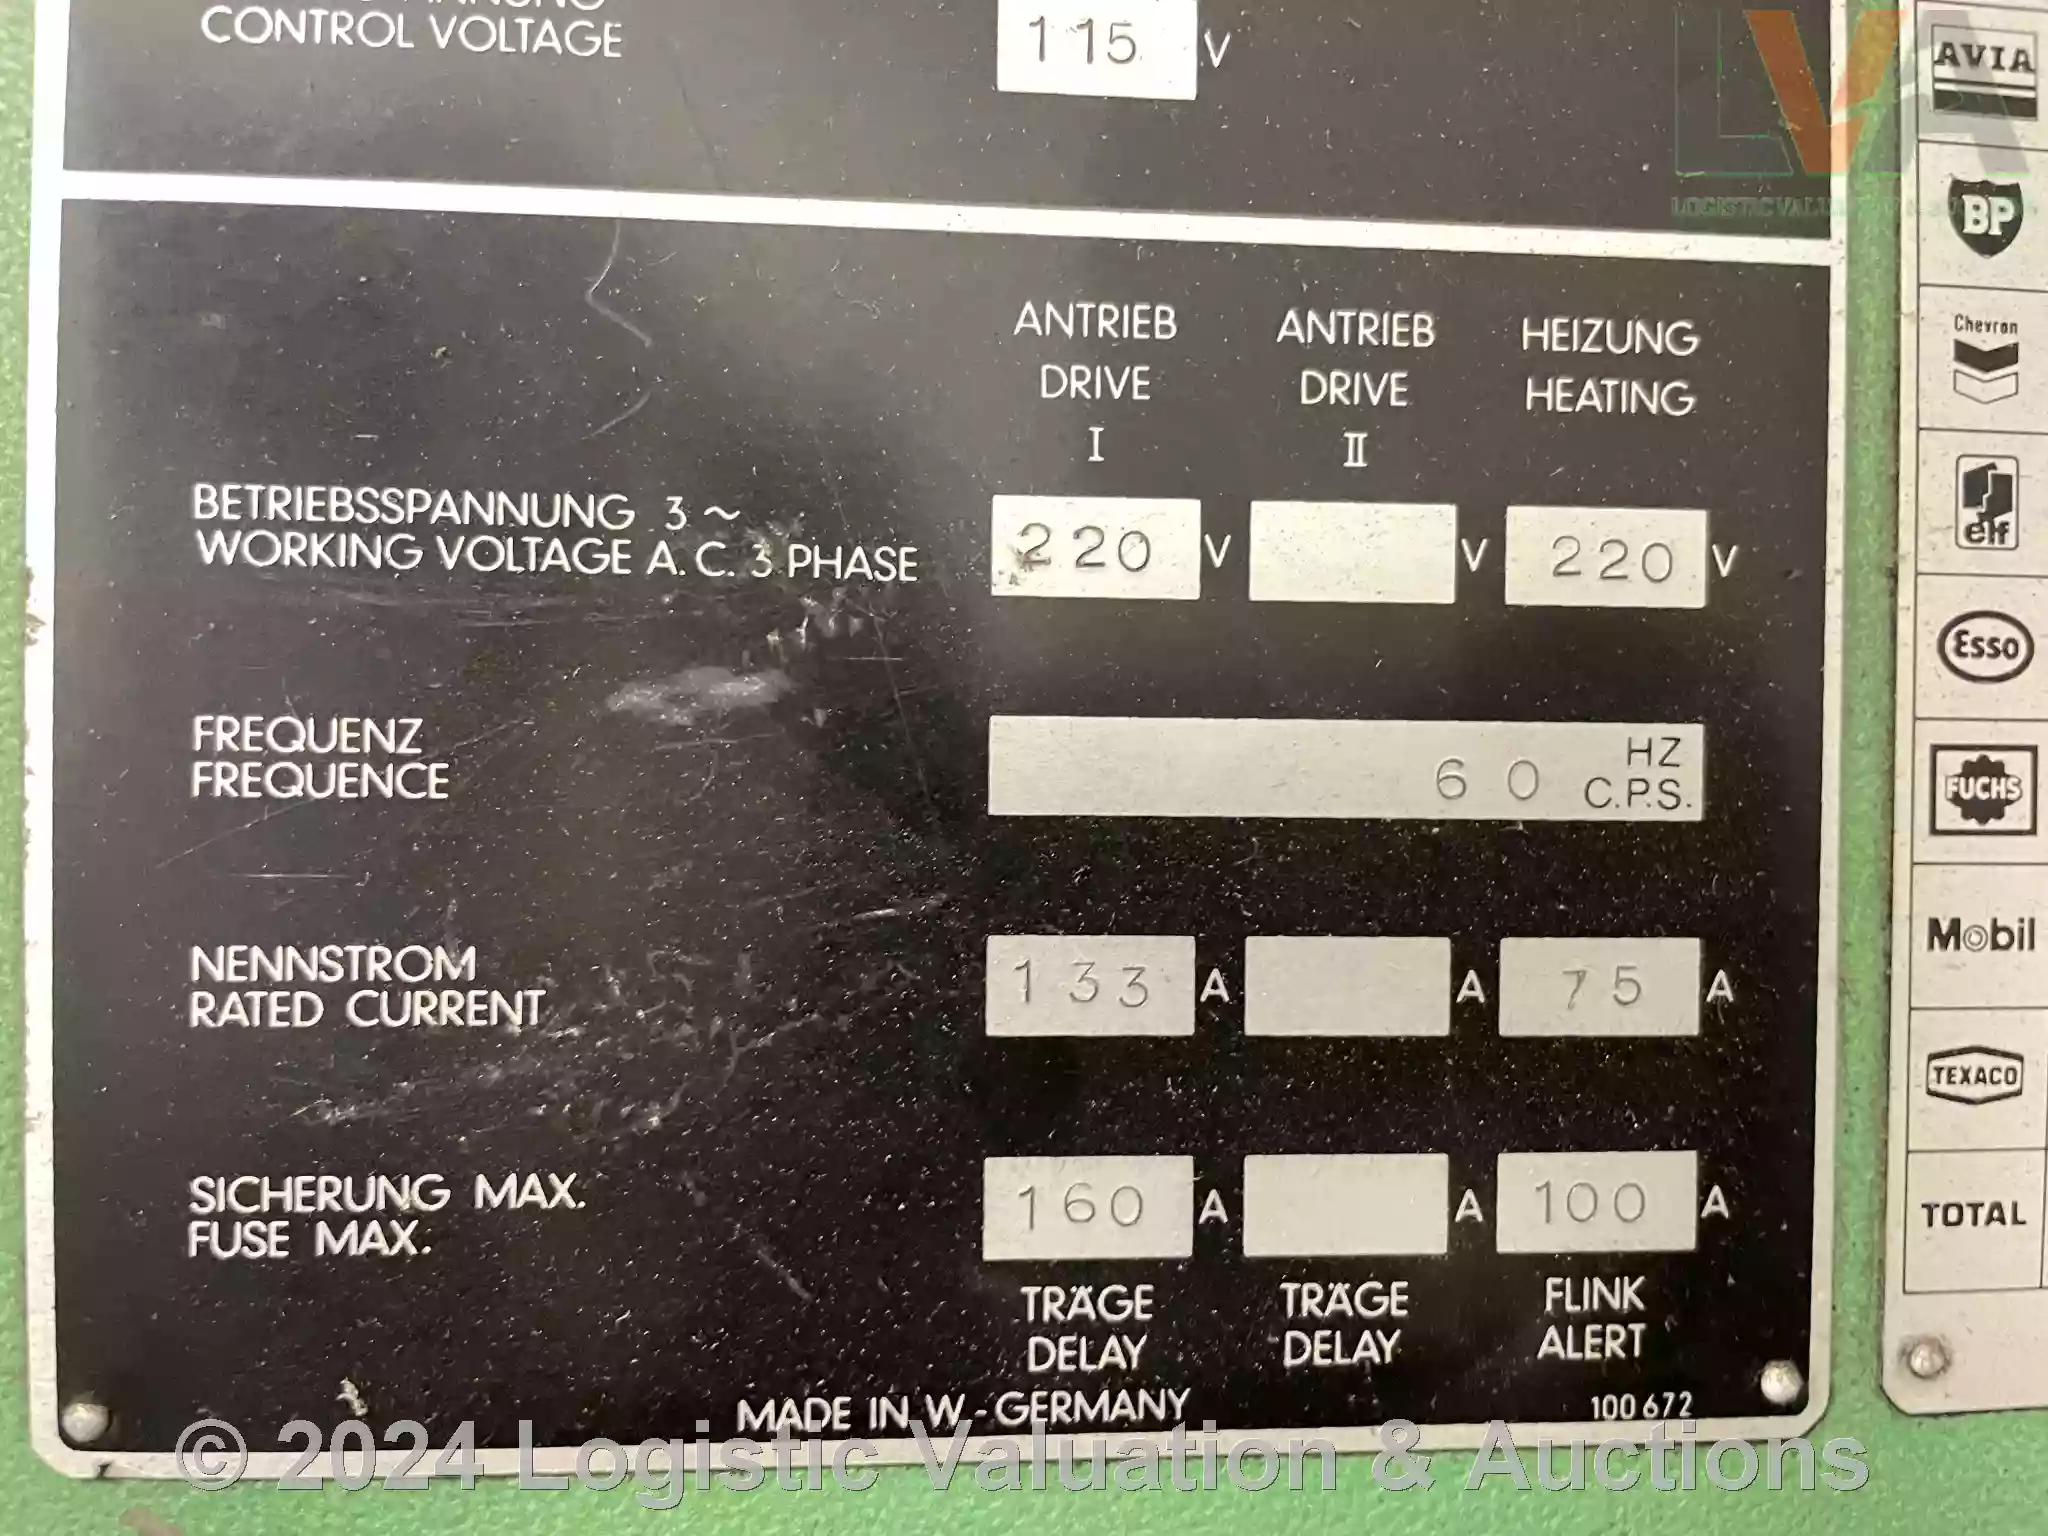 CONTROL VOLTAGE 115 V
ANTRIEB ANTRIEB HEIZUNG
DRIVE DRIVE HEATING
I II
BETRIEBSSPANNUNG 3 ~
WORKING VOLTAGE A.C. 3 PHASE 220 V V 220 V
FREQUENZ
FREQUENCE 60 HZ
C.P.S.
NENNSTROM
RATED CURRENT 133 A A 75 A
SICHERUNG MAX.
FUSE MAX. 160 A A 100 A
TRÄGE TRÄGE FLINK
DELAY DELAY ALERT
MADE IN W-GERMANY 100 672
AVIA
BP
Chevron
elf
Esso
FUCHS
Mobil
TEXACO
TOTAL
LVA
© 2024 Logistic Valuation & Auctions